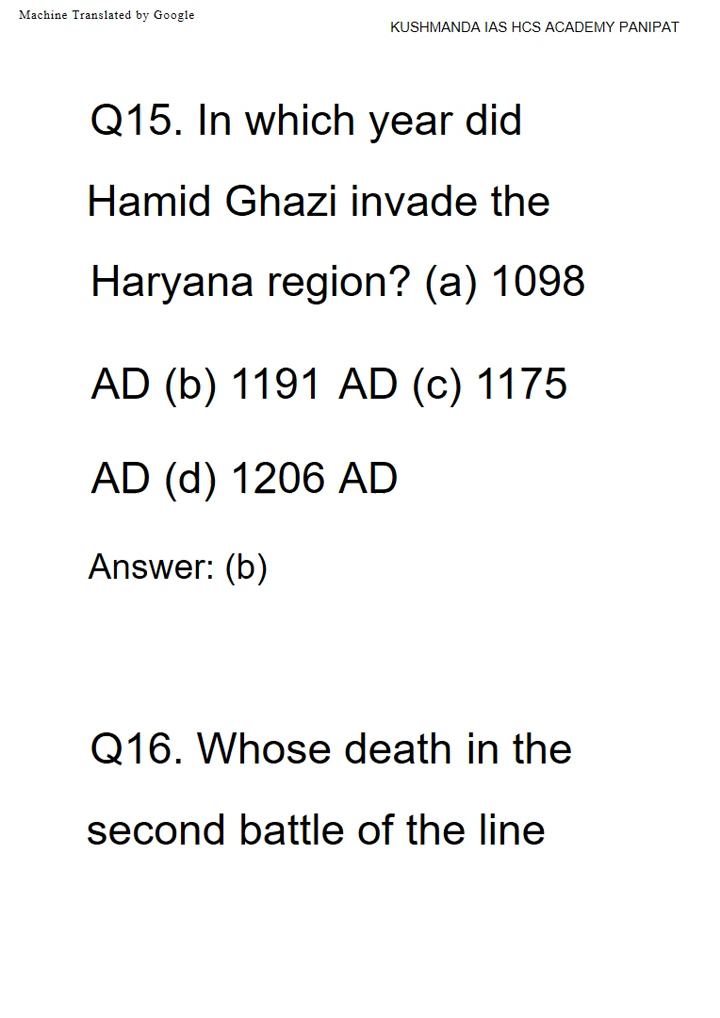 Machine Translated by Google
KUSHMANDA IAS HCS ACADEMY PANIPAT
Q15. In which year did
Hamid Ghazi invade the
Haryana region? (a) 1098
AD (b) 1191 AD (c) 1175
AD (d) 1206 AD
Answer: (b)
Q16. Whose death in the
second battle of the line